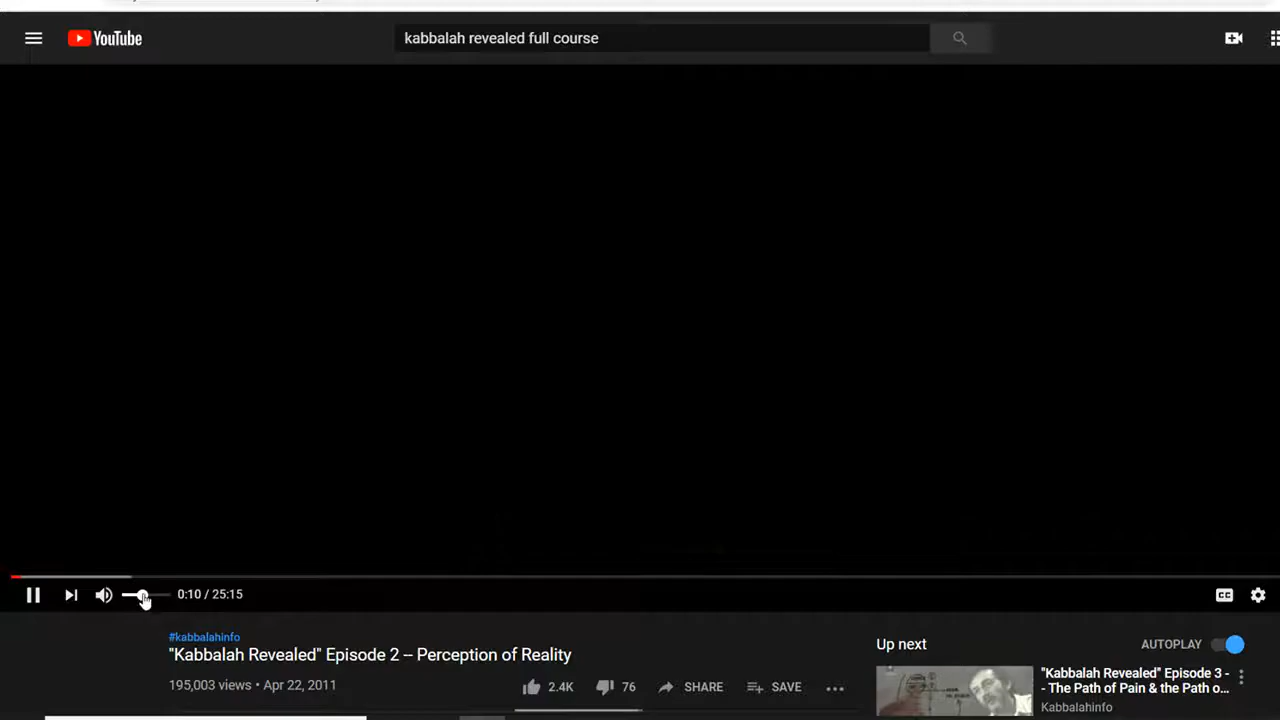 YouTube
kabbalah revealed full course
0:10 / 25:15
CC
#kabbalahinfo
"Kabbalah Revealed" Episode 2 – Perception of Reality
195,003 views • Apr 22, 2011
2.4K
76
SHARE
SAVE
Up next
AUTOPLAY
"Kabbalah Revealed" Episode 3 -
- The Path of Pain & the Path o...
Kabbalahinfo